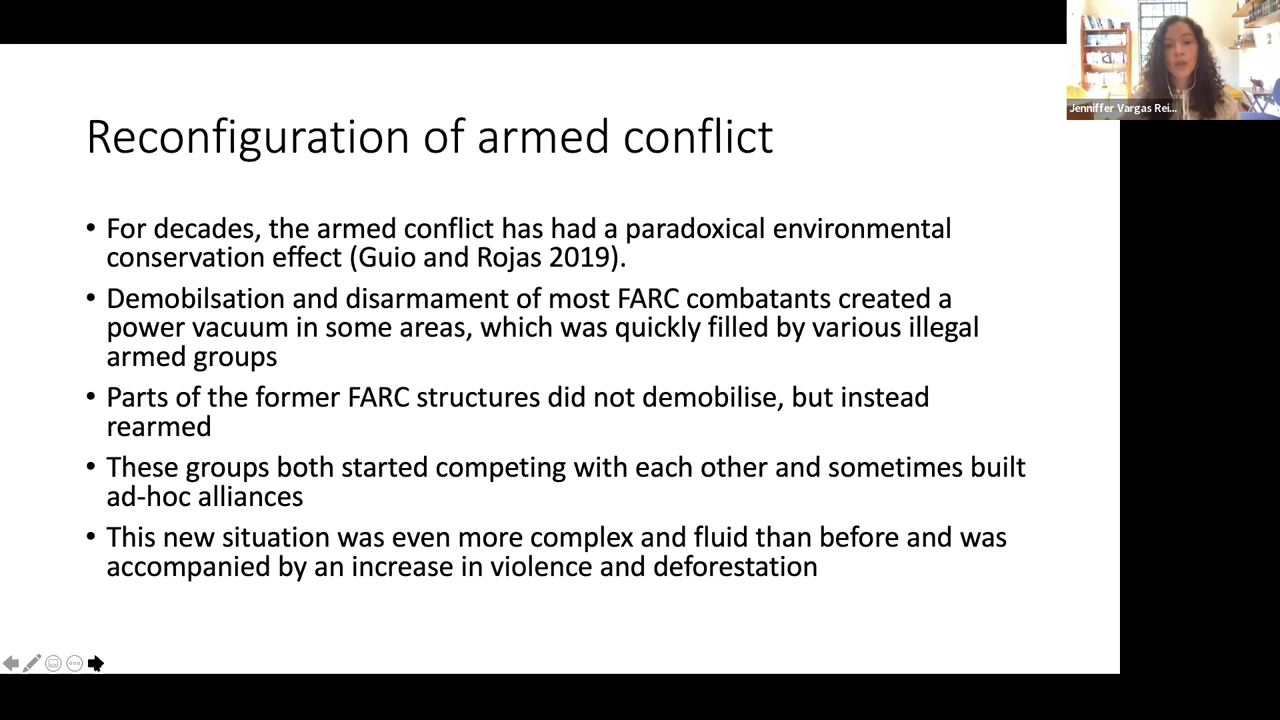 Jenniffer Vargas Rei...
Reconfiguration of armed conflict
• For decades, the armed conflict has had a paradoxical environmental
conservation effect (Guio and Rojas 2019).
• Demobilsation and disarmament of most FARC combatants created a
power vacuum in some areas, which was quickly filled by various illegal
armed groups
• Parts of the former FARC structures did not demobilise, but instead
rearmed
• These groups both started competing with each other and sometimes built
ad-hoc alliances
• This new situation was even more complex and fluid than before and was
accompanied by an increase in violence and deforestation